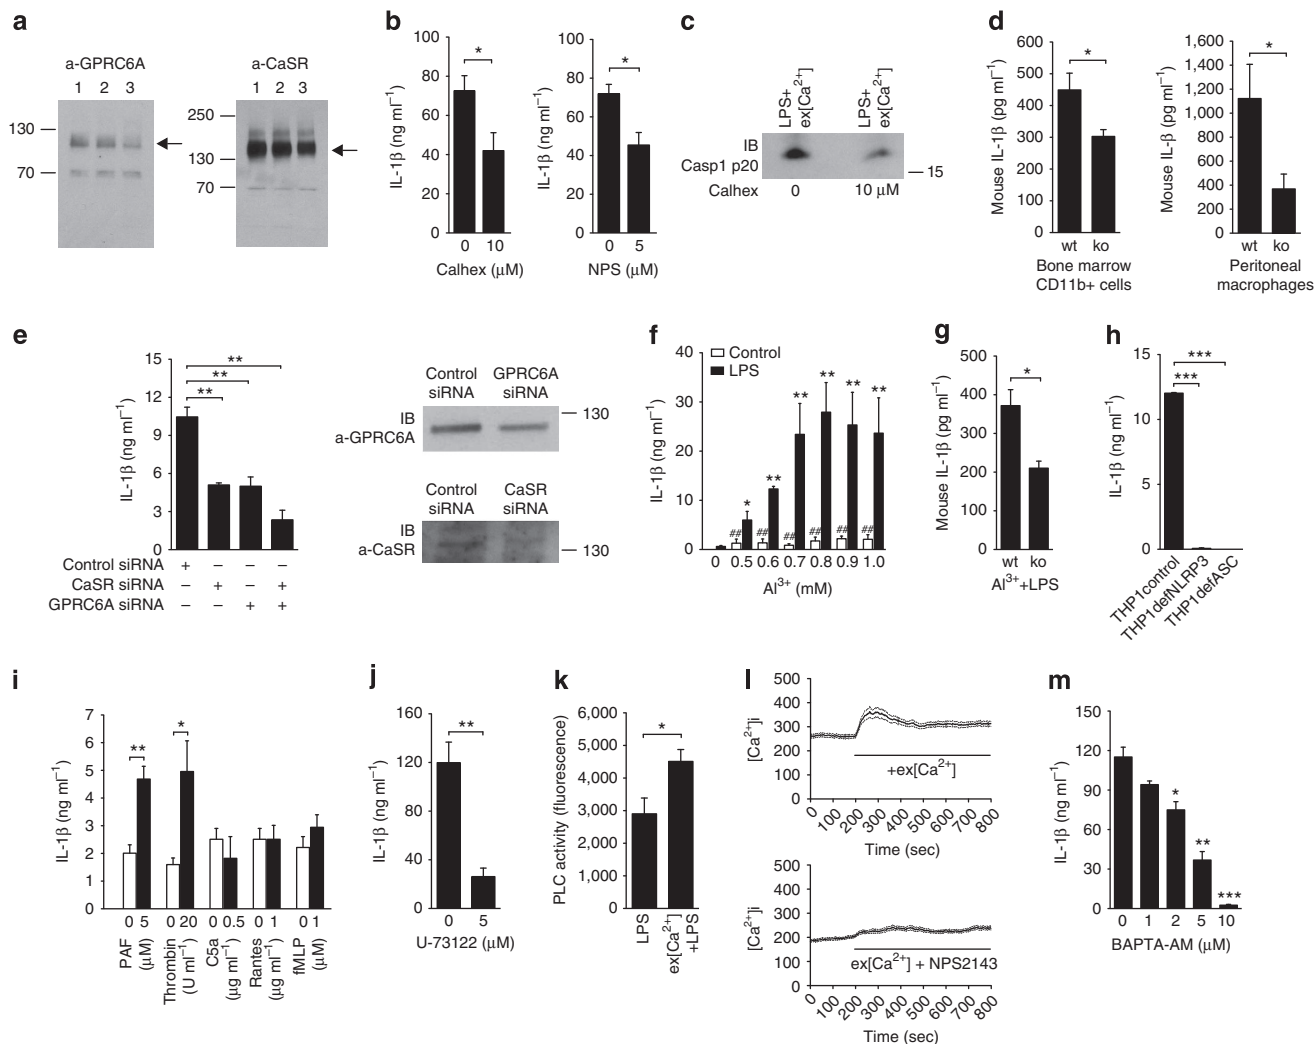 a
a-GPRC6A
a-CaSR
1 2 3
1 2 3
130
70
250
130
70
b
IL-1β (ng ml–1)
100
80
60
40
20
0
*
0 10
Calhex (μM)
IL-1β (ng ml–1)
100
80
60
40
20
0
*
0 5
NPS (μM)
c
LPS+
ex[Ca2+]
LPS+
ex[Ca2+]
IB
Casp1 p20
15
Calhex 0 10 μM
d
Mouse IL-1β (pg ml–1)
600
500
400
300
200
100
0
*
wt ko
Bone marrow
CD11b+ cells
Mouse IL-β (pg ml–1)
1,600
1,400
1,200
1,000
800
600
400
200
0
*
wt ko
Peritoneal
macrophages
e
IL-1β (ng ml–1)
15
12
9
6
3
0
**
**
**
Control siRNA + – – –
CaSR siRNA – + – +
GPRC6A siRNA – – + +
Control
siRNA
GPRC6A
siRNA
IB
a-GPRC6A
130
Control
siRNA
CaSR
siRNA
IB
a-CaSR
130
f
IL-1β (ng ml–1)
40
30
20
10
0
Control
LPS
* ** ** ** ** **
## ## ## ## ## ##
0 0.5 0.6 0.7 0.8 0.9 1.0
Al3+ (mM)
g
Mouse IL-1β (pg ml–1)
500
400
300
200
100
0
*
wt ko
Al3++LPS
h
IL-1β (ng ml–1)
15
10
5
0
***
***
THP1control
THP1defNLRP3
THP1defASC
i
IL-1β (ng ml–1)
7
6
5
4
3
2
1
0
**
*
0 5 0 20 0 0.5 0 1 0 1
PAF
(μM)
Thrombin
(U ml–1)
C5a
(μg ml–1)
Rantes
(μg ml–1)
fMLP
(μM)
j
IL-1β (ng ml–1)
160
120
80
40
0
**
0 5
U-73122 (μM)
k
PLC activity (fluorescence)
6,000
5,000
4,000
3,000
2,000
1,000
0
*
LPS
ex[Ca2+]
+LPS
l
[Ca2+]i
500
400
300
200
100
0
+ex[Ca2+]
0 100 200 300 400 500 600 700 800
Time (sec)
[Ca2+]i
500
400
300
200
100
0
ex[Ca2+] + NPS2143
0 100 200 300 400 500 600 700 800
Time (sec)
m
IL-1β (ng ml–1)
150
120
90
60
30
0
* ** ***
0 1 2 5 10
BAPTA-AM (μM)